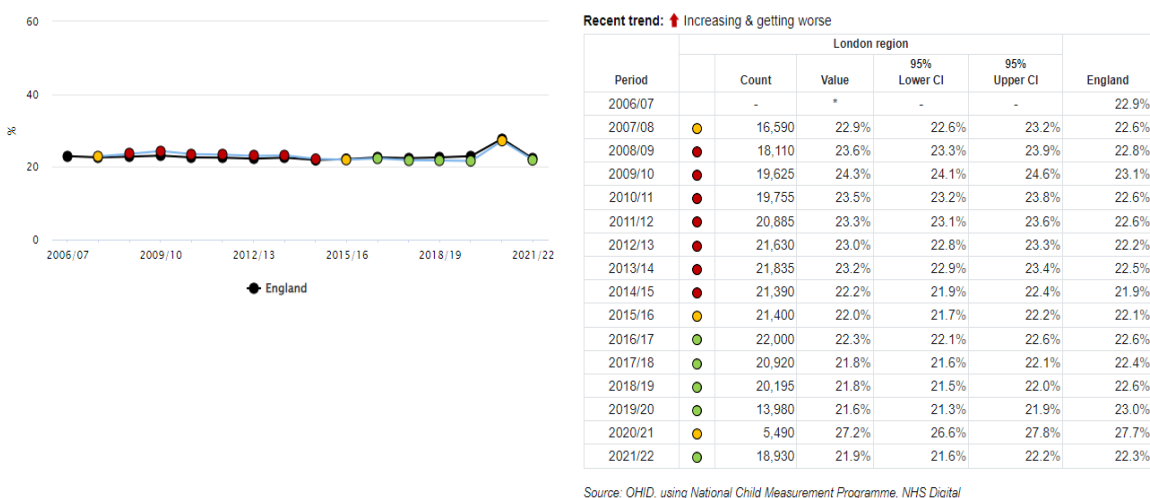 60
40
%
20
0
2006/07 2009/10 2012/13 2015/16 2018/19 2021/22
England
Recent trend: Increasing & getting worse
London region
Period Count Value 95% Lower CI 95% Upper CI England
2006/07 - * - - 22.9%
2007/08 16,590 22.9% 22.6% 23.2% 22.6%
2008/09 18,110 23.6% 23.3% 23.9% 22.8%
2009/10 19,625 24.3% 24.1% 24.6% 23.1%
2010/11 19,755 23.5% 23.2% 23.8% 22.6%
2011/12 20,885 23.3% 23.1% 23.6% 22.6%
2012/13 21,630 23.0% 22.8% 23.3% 22.2%
2013/14 21,835 23.2% 22.9% 23.4% 22.5%
2014/15 21,390 22.2% 21.9% 22.4% 21.9%
2015/16 21,400 22.0% 21.7% 22.2% 22.1%
2016/17 22,000 22.3% 22.1% 22.6% 22.6%
2017/18 20,920 21.8% 21.6% 22.1% 22.4%
2018/19 20,195 21.8% 21.5% 22.0% 22.6%
2019/20 13,980 21.6% 21.3% 21.9% 23.0%
2020/21 5,490 27.2% 26.6% 27.8% 27.7%
2021/22 18,930 21.9% 21.6% 22.2% 22.3%
Source: OHID, using National Child Measurement Programme, NHS Digital